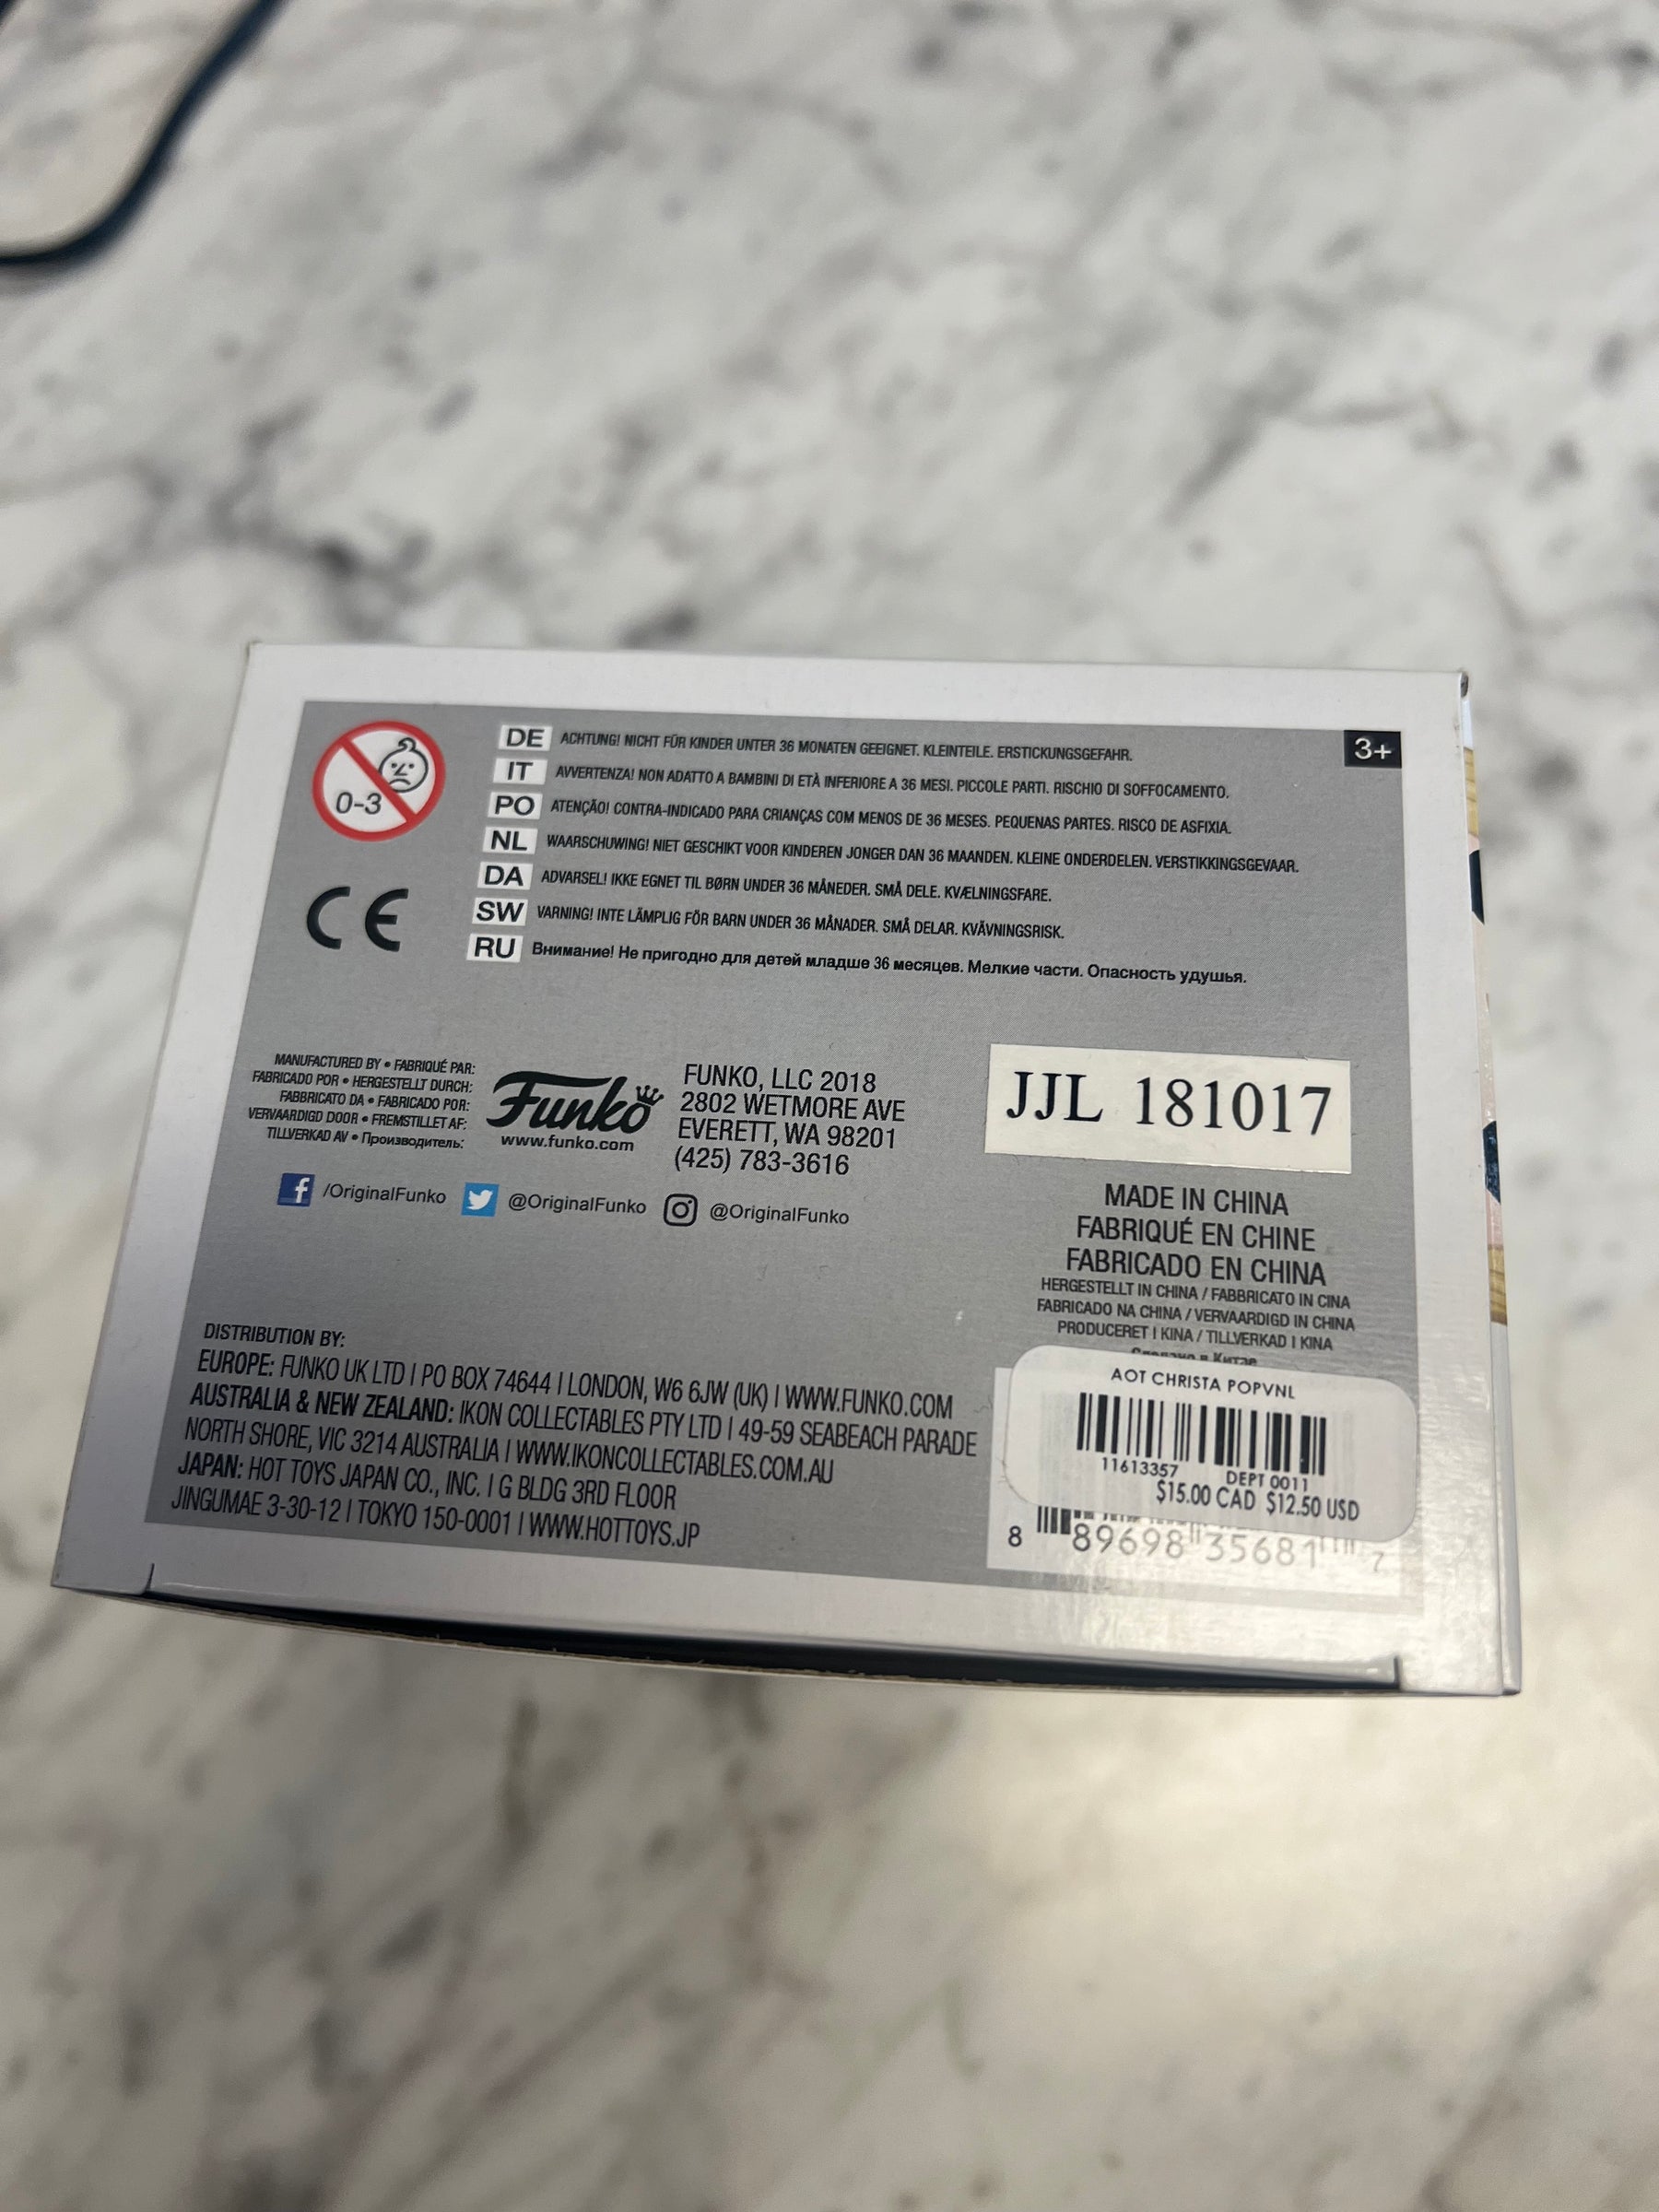 DE ACHTUNG! NICHT FÜR KINDER UNTER 36 MONATEN GEEIGNET. KLEINTEILE. ERSTICKUNGSGEFAHR.
3+
IT AVVERTENZA! NON ADATTO A BAMBINI DI ETÀ INFERIORE A 36 MESI. PICCOLE PARTI. RISCHIO DI SOFFOCAMENTO.
0-3
PO ATENÇÃO! CONTRA-INDICADO PARA CRIANÇAS COM MENOS DE 36 MESES. PEQUENAS PARTES. RISCO DE ASFIXIA.
NL WAARSCHUWING! NIET GESCHIKT VOOR KINDEREN JONGER DAN 36 MAANDEN. KLEINE ONDERDELEN. VERSTIKKINGSGEVAAR.
DA ADVARSEL! IKKE EGNET TIL BØRN UNDER 36 MÅNEDER. SMÅ DELE. KVÆLNINGSFARE.
CE
SW VARNING! INTE LÄMPLIG FÖR BARN UNDER 36 MÅNADER. SMÅ DELAR. KVÄVNINGSRISK.
RU Внимание! Не пригодно для детей младше 36 месяцев. Мелкие части. Опасность удушья.
MANUFACTURED BY • FABRIQUÉ PAR:
FABRICADO POR • HERGESTELLT DURCH:
FABBRICATO DA • FABRICADO POR:
VERVAARDIGD DOOR • FREMSTILLET AF:
TILLVERKAD AV • Производитель:
Funko
www.funko.com
FUNKO, LLC 2018
2802 WETMORE AVE
EVERETT, WA 98201
(425) 783-3616
JJL 181017
f /OriginalFunko @OriginalFunko @OriginalFunko
MADE IN CHINA
FABRIQUÉ EN CHINE
FABRICADO EN CHINA
HERGESTELLT IN CHINA / FABBRICATO IN CINA
FABRICADO NA CHINA / VERVAARDIGD IN CHINA
PRODUCERET I KINA / TILLVERKAD I KINA
Сделано в Китае
DISTRIBUTION BY:
EUROPE: FUNKO UK LTD | PO BOX 74644 | LONDON, W6 6JW (UK) | WWW.FUNKO.COM
AUSTRALIA & NEW ZEALAND: IKON COLLECTABLES PTY LTD | 49-59 SEABEACH PARADE
NORTH SHORE, VIC 3214 AUSTRALIA | WWW.IKONCOLLECTABLES.COM.AU
JAPAN: HOT TOYS JAPAN CO., INC. | G BLDG 3RD FLOOR
JINGUMAE 3-30-12 | TOKYO 150-0001 | WWW.HOTTOYS.JP
AOT CHRISTA POPVNL
11613357 DEPT 0011
$15.00 CAD $12.50 USD
8 89698 35681 7